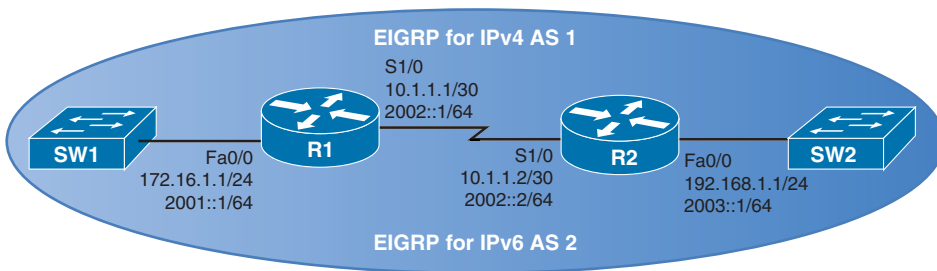 EIGRP for IPv4 AS 1
S1/0
10.1.1.1/30
2002::1/64
SW1
R1
R2
SW2
Fa0/0
172.16.1.1/24
2001::1/64
S1/0
10.1.1.2/30
2002::2/64
Fa0/0
192.168.1.1/24
2003::1/64
EIGRP for IPv6 AS 2